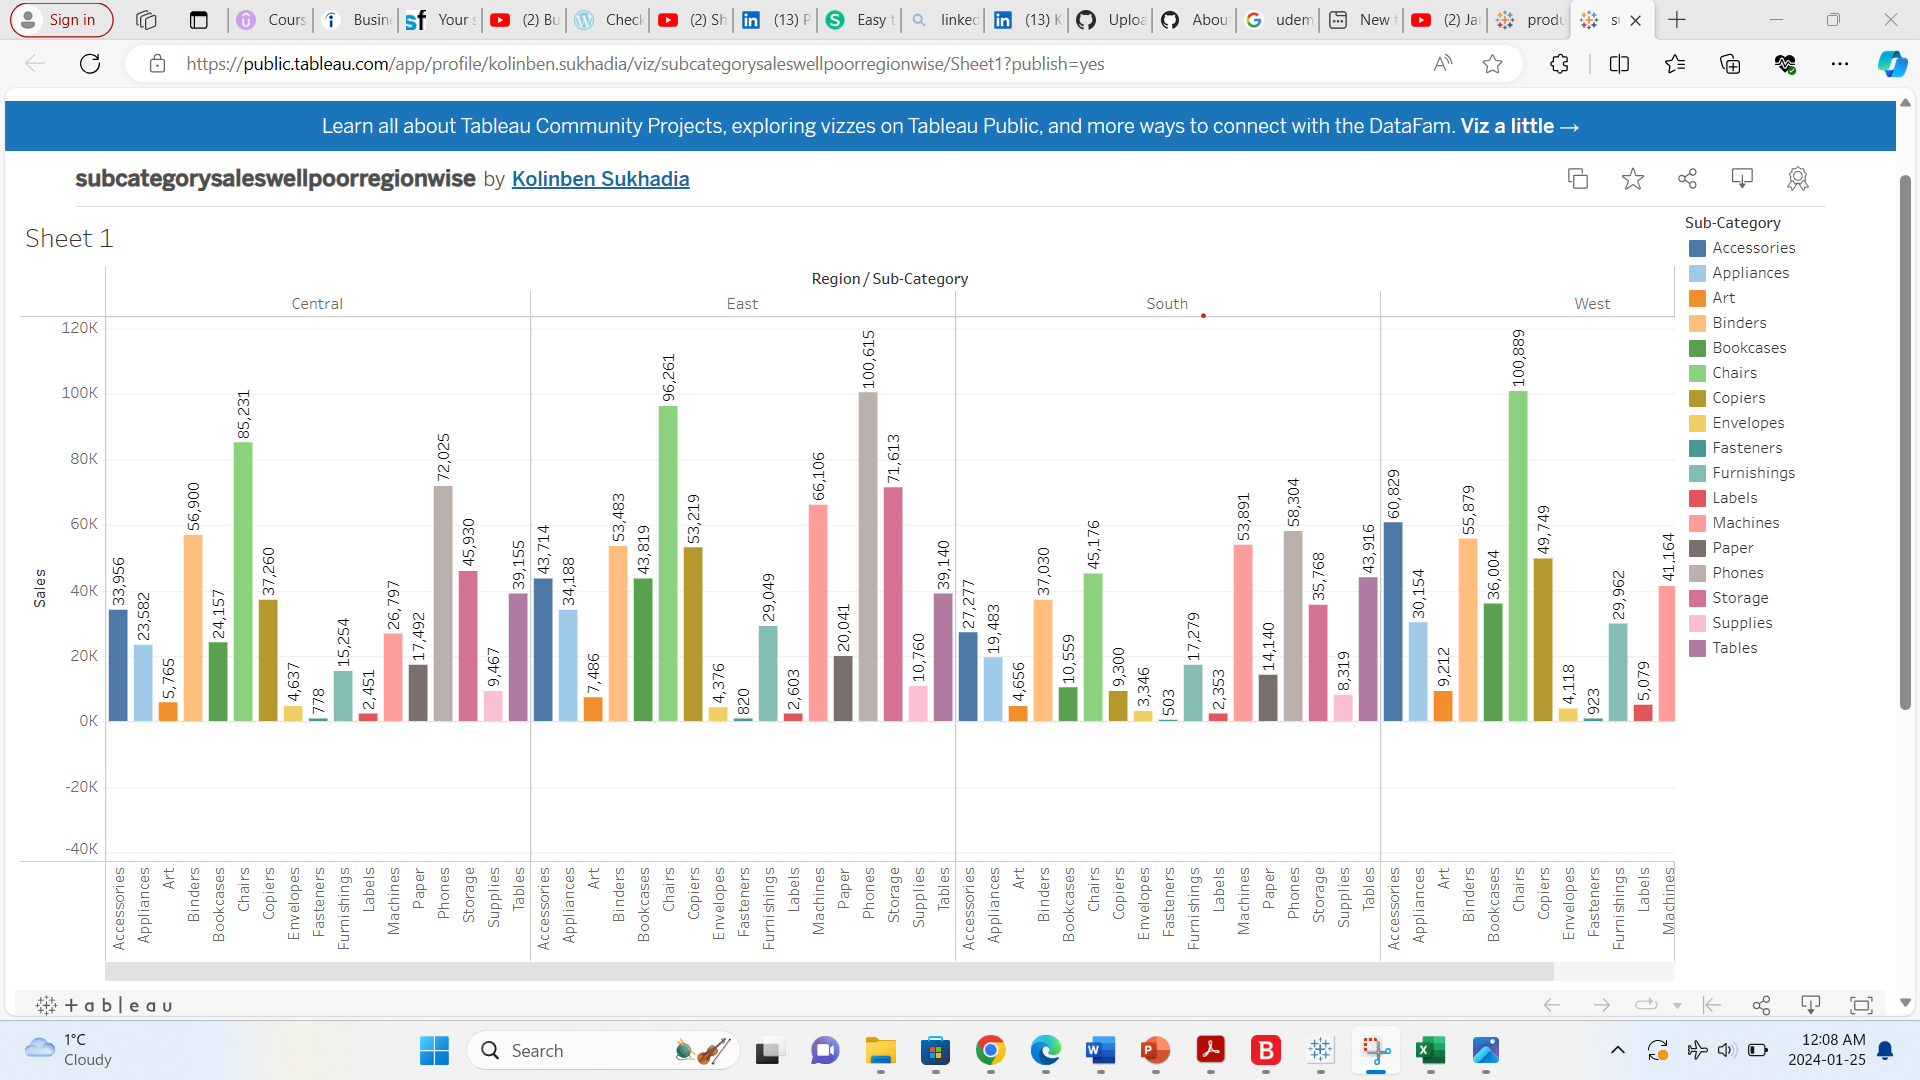 Sign in
Cours
Busine
Your s
(2) Bu
Check
(2) Sh
(13) P
Easy t
linked
(13) K
Uploa
Abou
udem
New t
(2) Jan
produ
https://public.tableau.com/app/profile/kolinben.sukhadia/viz/subcategorysaleswellpoorregionwise/Sheet1?publish=yes
Learn all about Tableau Community Projects, exploring vizzes on Tableau Public, and more ways to connect with the DataFam. Viz a little →
subcategorysaleswellpoorregionwise by Kolinben Sukhadia
Sheet 1
Region / Sub-Category
Central East South West
Sales
120K
100K
80K
60K
40K
20K
0K
-20K
-40K
33,956 23,582 5,765 56,900 24,157 85,231 37,260 4,637 778 15,254 2,451 26,797 17,492 72,025 45,930 9,467 39,155
43,714 34,188 7,486 53,483 43,819 96,261 53,219 4,376 820 29,049 2,603 66,106 20,041 100,615 71,613 10,760 39,140
27,277 19,483 4,656 37,030 10,559 45,176 9,300 3,346 503 17,279 2,353 53,891 14,140 58,304 35,768 8,319 43,916
60,829 30,154 9,212 55,879 36,004 100,889 49,749 4,118 923 29,962 5,079 41,164
Accessories Appliances Art Binders Bookcases Chairs Copiers Envelopes Fasteners Furnishings Labels Machines Paper Phones Storage Supplies Tables
Accessories Appliances Art Binders Bookcases Chairs Copiers Envelopes Fasteners Furnishings Labels Machines Paper Phones Storage Supplies Tables
Accessories Appliances Art Binders Bookcases Chairs Copiers Envelopes Fasteners Furnishings Labels Machines Paper Phones Storage Supplies Tables
Accessories Appliances Art Binders Bookcases Chairs Copiers Envelopes Fasteners Furnishings Labels Machines
Sub-Category
Accessories
Appliances
Art
Binders
Bookcases
Chairs
Copiers
Envelopes
Fasteners
Furnishings
Labels
Machines
Paper
Phones
Storage
Supplies
Tables
tableau
1°C
Cloudy
Search
12:08 AM
2024-01-25